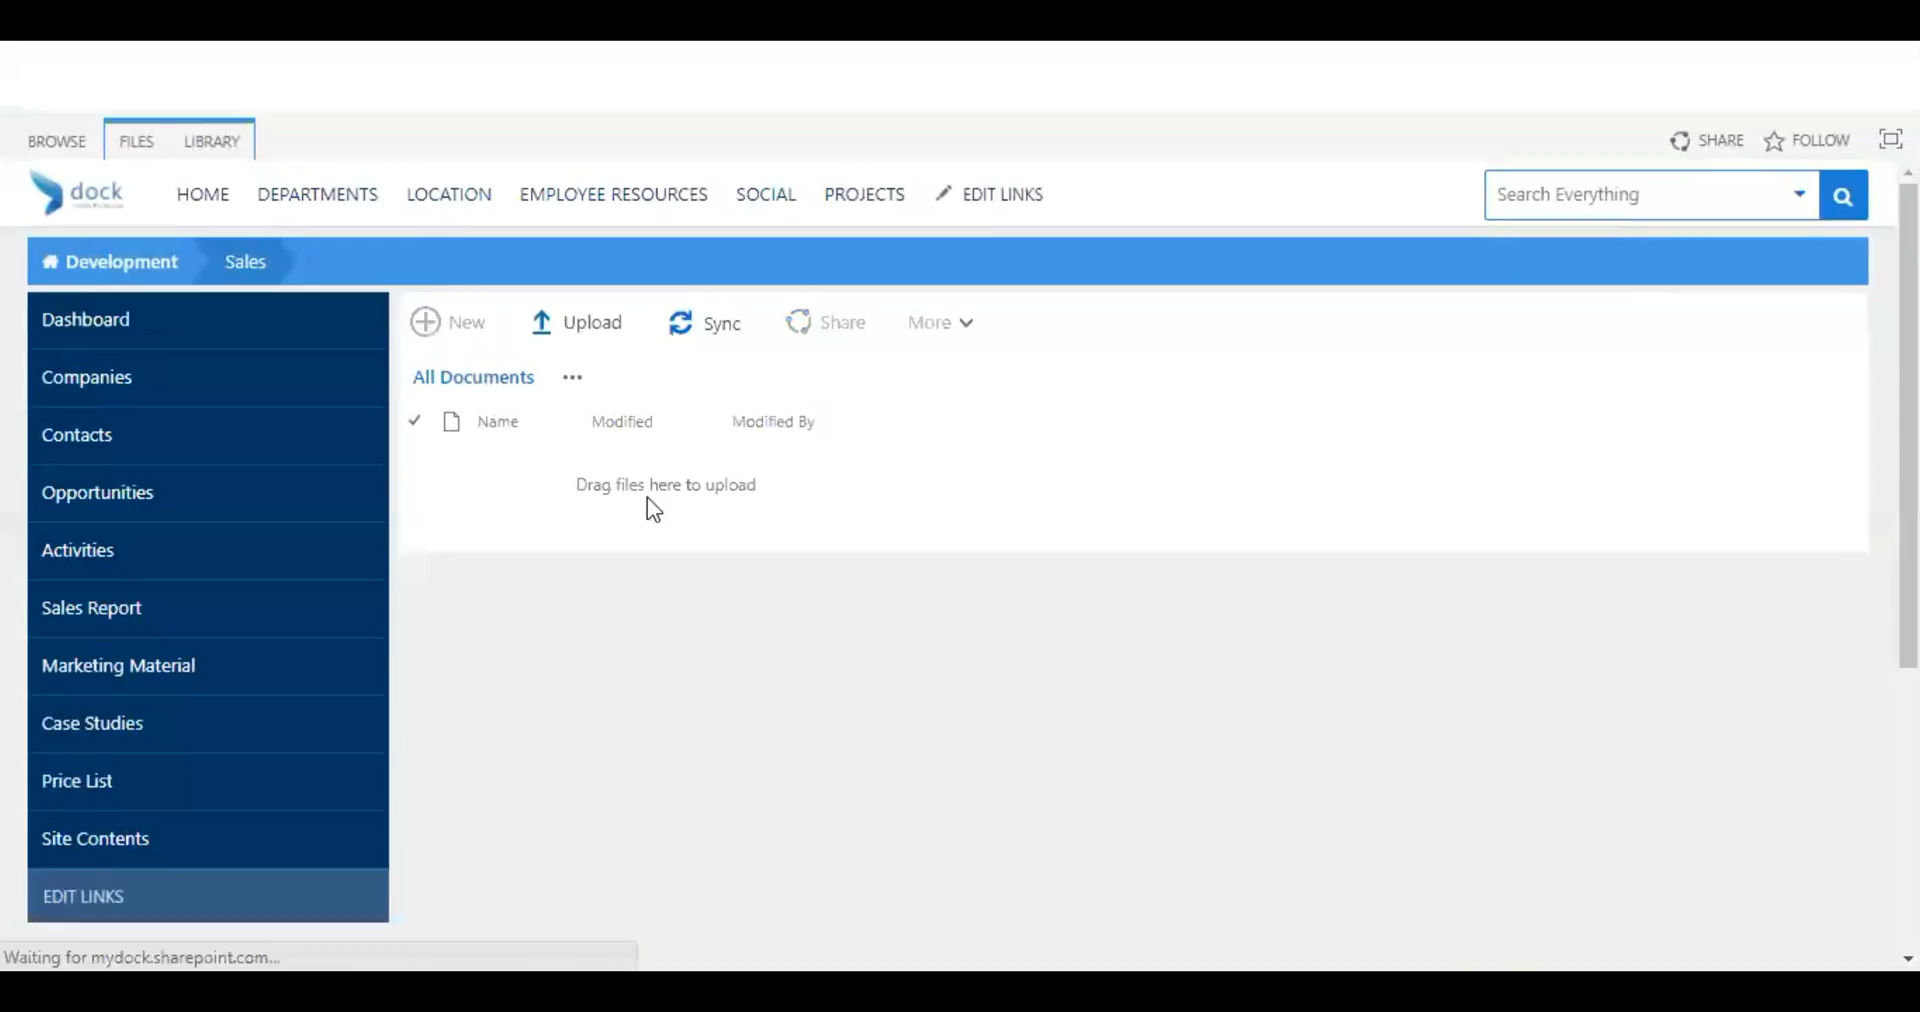 BROWSE FILES LIBRARY SHARE FOLLOW
dock HOME DEPARTMENTS LOCATION EMPLOYEE RESOURCES SOCIAL PROJECTS EDIT LINKS Search Everything
Development Sales
Dashboard
Companies
Contacts
Opportunities
Activities
Sales Report
Marketing Material
Case Studies
Price List
Site Contents
EDIT LINKS
New Upload Sync Share More
All Documents ...
Name Modified Modified By
Drag files here to upload
Waiting for mydock.sharepoint.com...